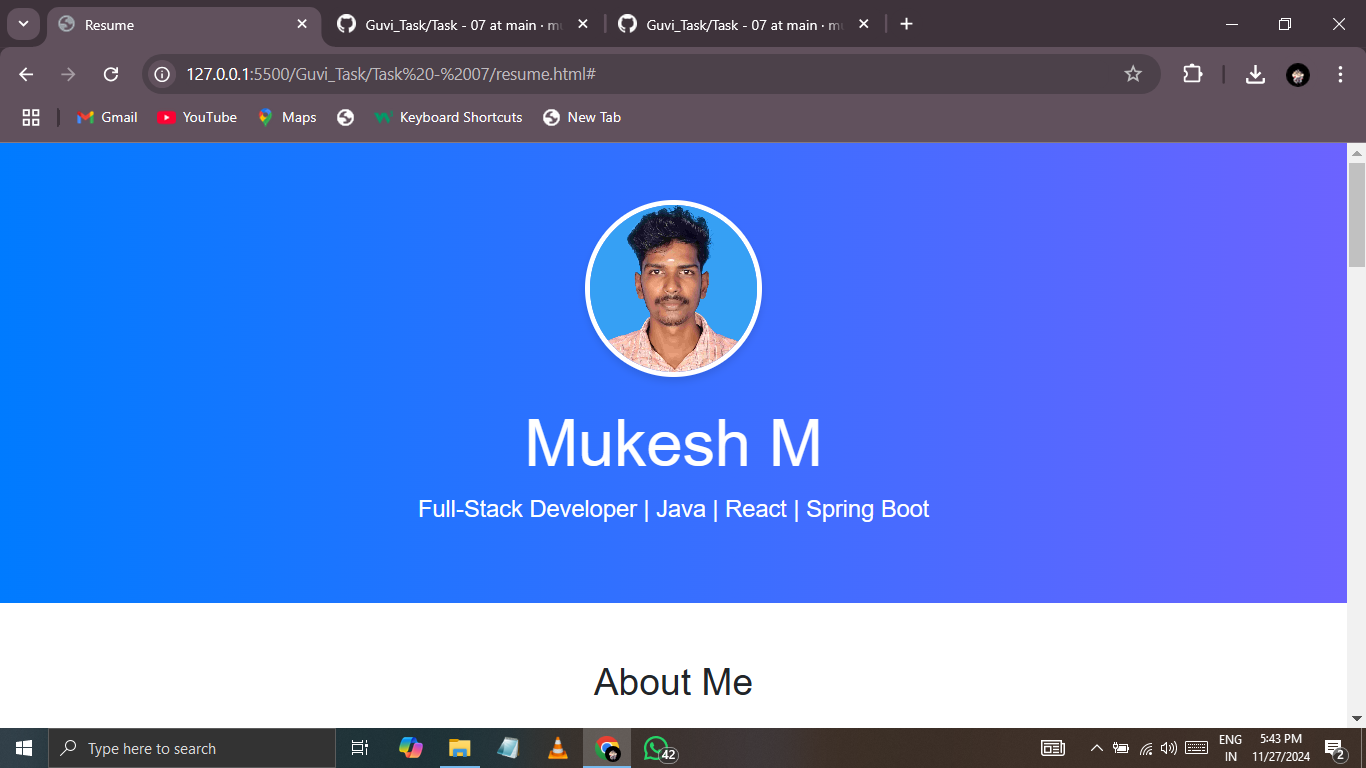 Resume
Guvi_Task/Task - 07 at main · mu
Guvi_Task/Task - 07 at main · mu
127.0.0.1:5500/Guvi_Task/Task%20-%2007/resume.html#
Gmail
YouTube
Maps
Keyboard Shortcuts
New Tab
Mukesh M
Full-Stack Developer | Java | React | Spring Boot
About Me
Type here to search
42
ENG
IN
5:43 PM
11/27/2024
2